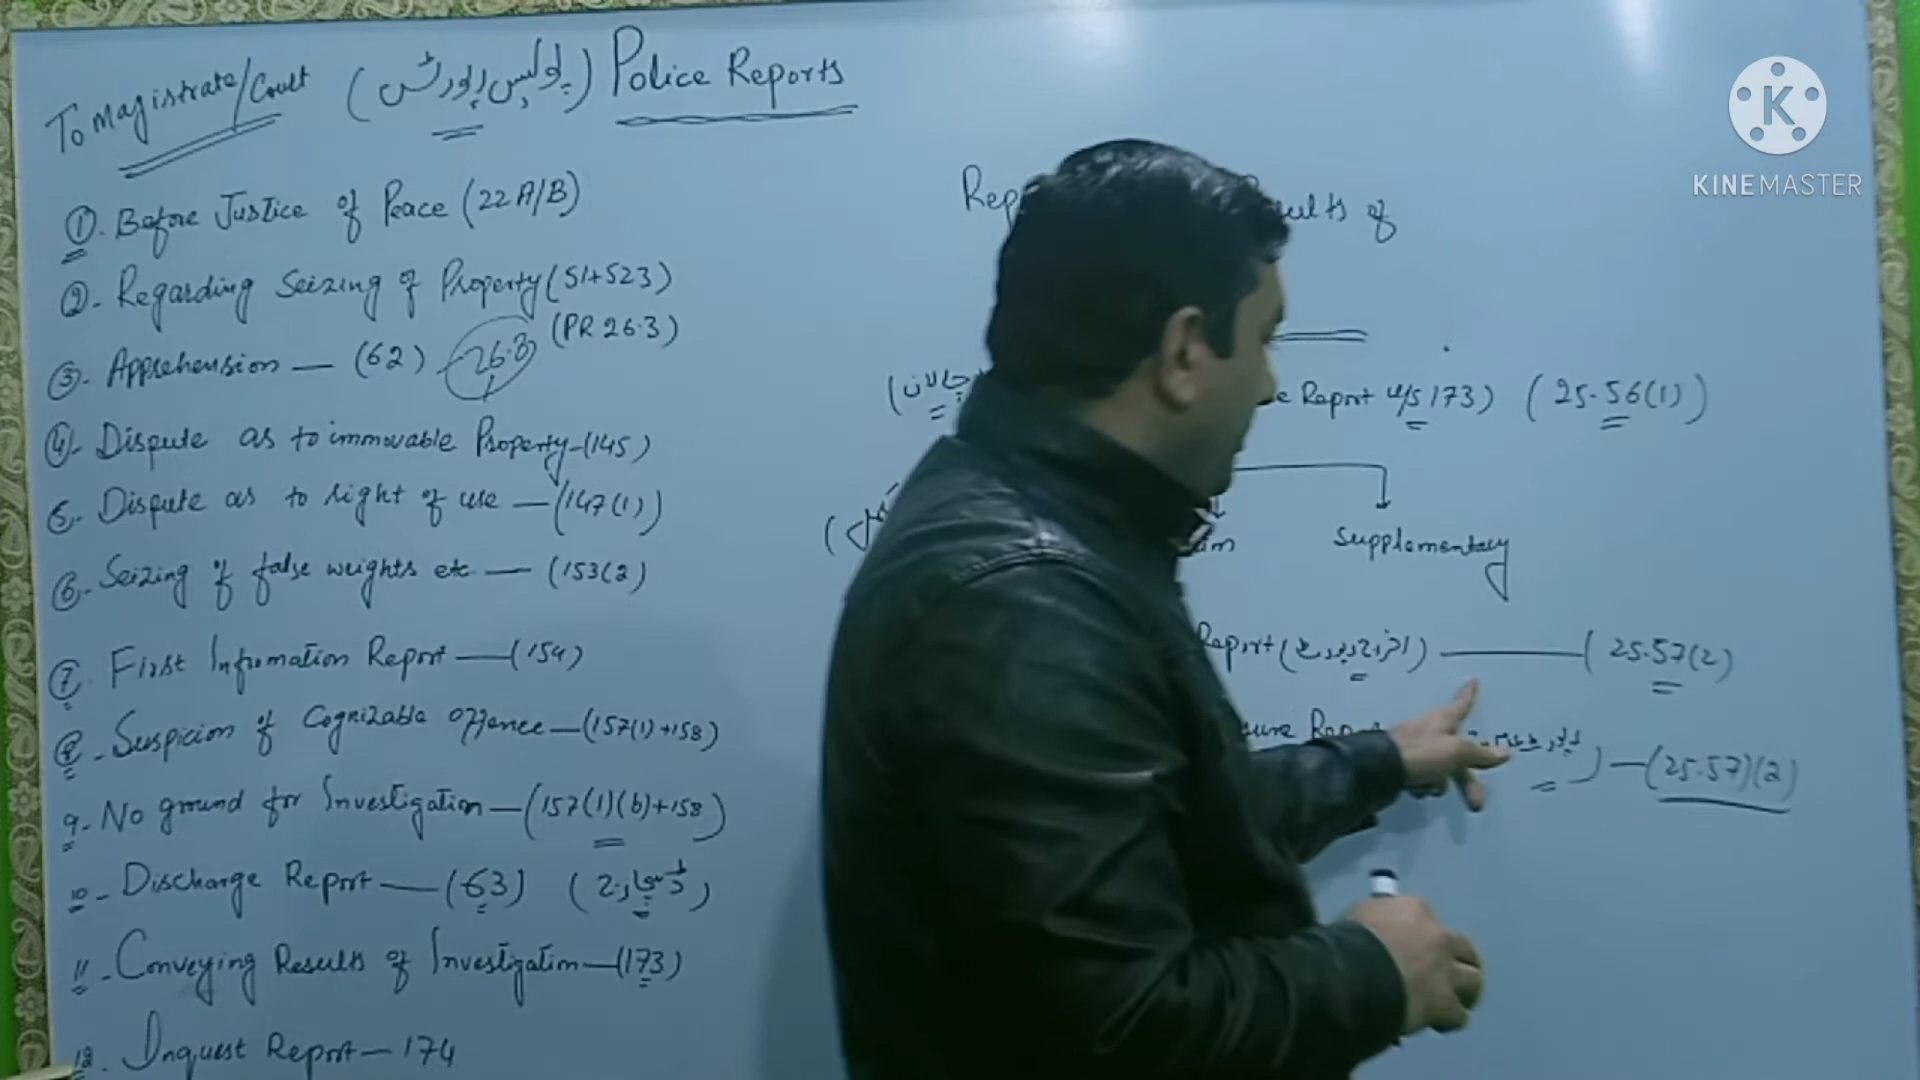 To Magistrate/Court (پولیس رپورٹس) Police Reports
①. Before Justice of Peace (22 A/B)
②. Regarding Seizing of Property (51+523)
(PR 26.3)
③. Apprehension — (62) 26.3
④. Dispute as to immovable Property - (145)
5. Dispute as to right of use — (147(1))
⑥. Seizing of false weights etc — (153(2)
⑦. First Infromation Report — (154)
⑧. Suspicion of Cognizable offence — (157(1)+158)
9. No ground for Investigation — (157(1)(b)+158)
10. Discharge Report — (63) (ڈسچارج)
11. Conveying Results of Investigation — (173)
12. Inquest Report — 174
of
(چالان
Report u/s 173) (25.56(1))
Supplementary
Report (اخراج رپورٹ) — (25.57(2)
— (25.57)(2)
KINEMASTER